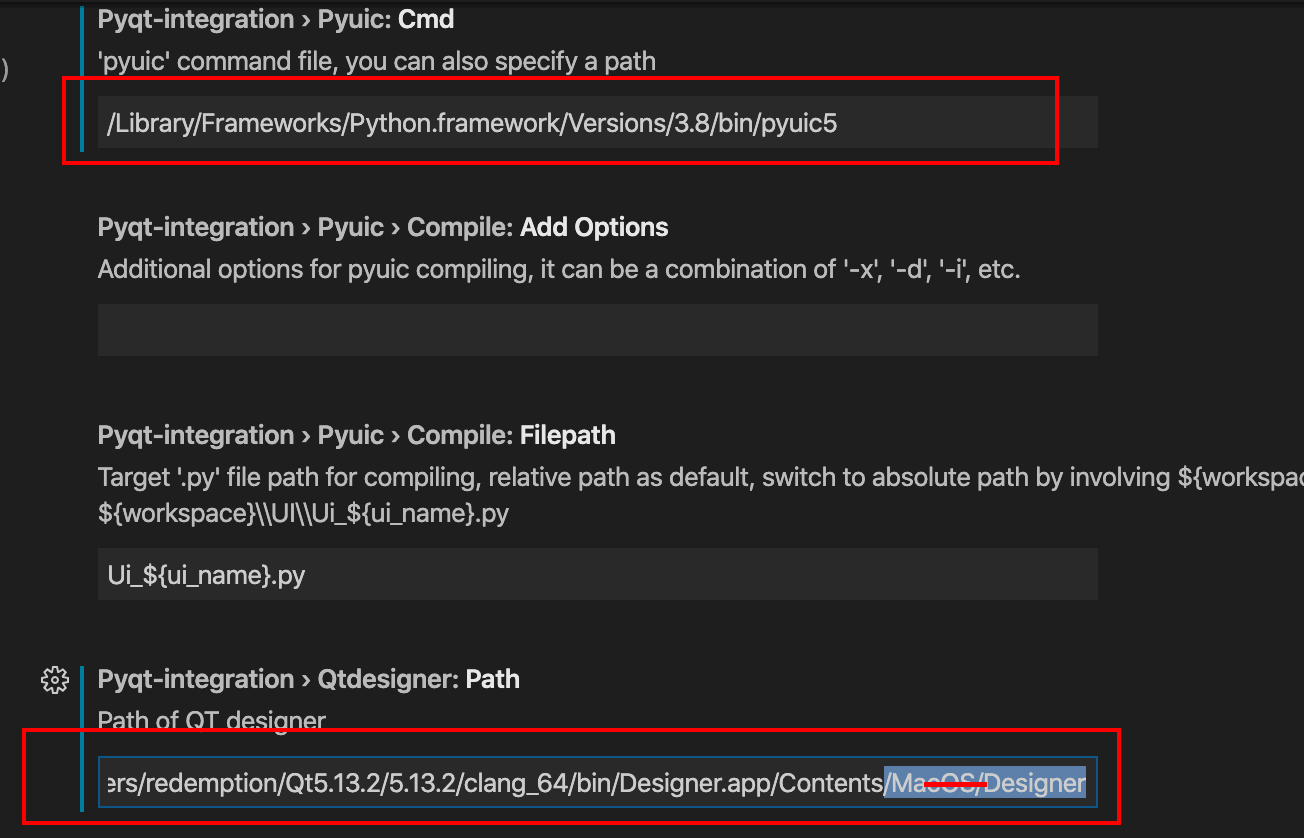 Pyqt-integration › Pyuic: Cmd
'pyuic' command file, you can also specify a path
)
/Library/Frameworks/Python.framework/Versions/3.8/bin/pyuic5
Pyqt-integration › Pyuic › Compile: Add Options
Additional options for pyuic compiling, it can be a combination of '-x', '-d', '-i', etc.
Pyqt-integration › Pyuic › Compile: Filepath
Target '.py' file path for compiling, relative path as default, switch to absolute path by involving ${workspac
${workspace}\\UI\\Ui_${ui_name}.py
Ui_${ui_name}.py
Pyqt-integration › Qtdesigner: Path
Path of QT designer
ers/redemption/Qt5.13.2/5.13.2/clang_64/bin/Designer.app/Contents/MacOS/Designer